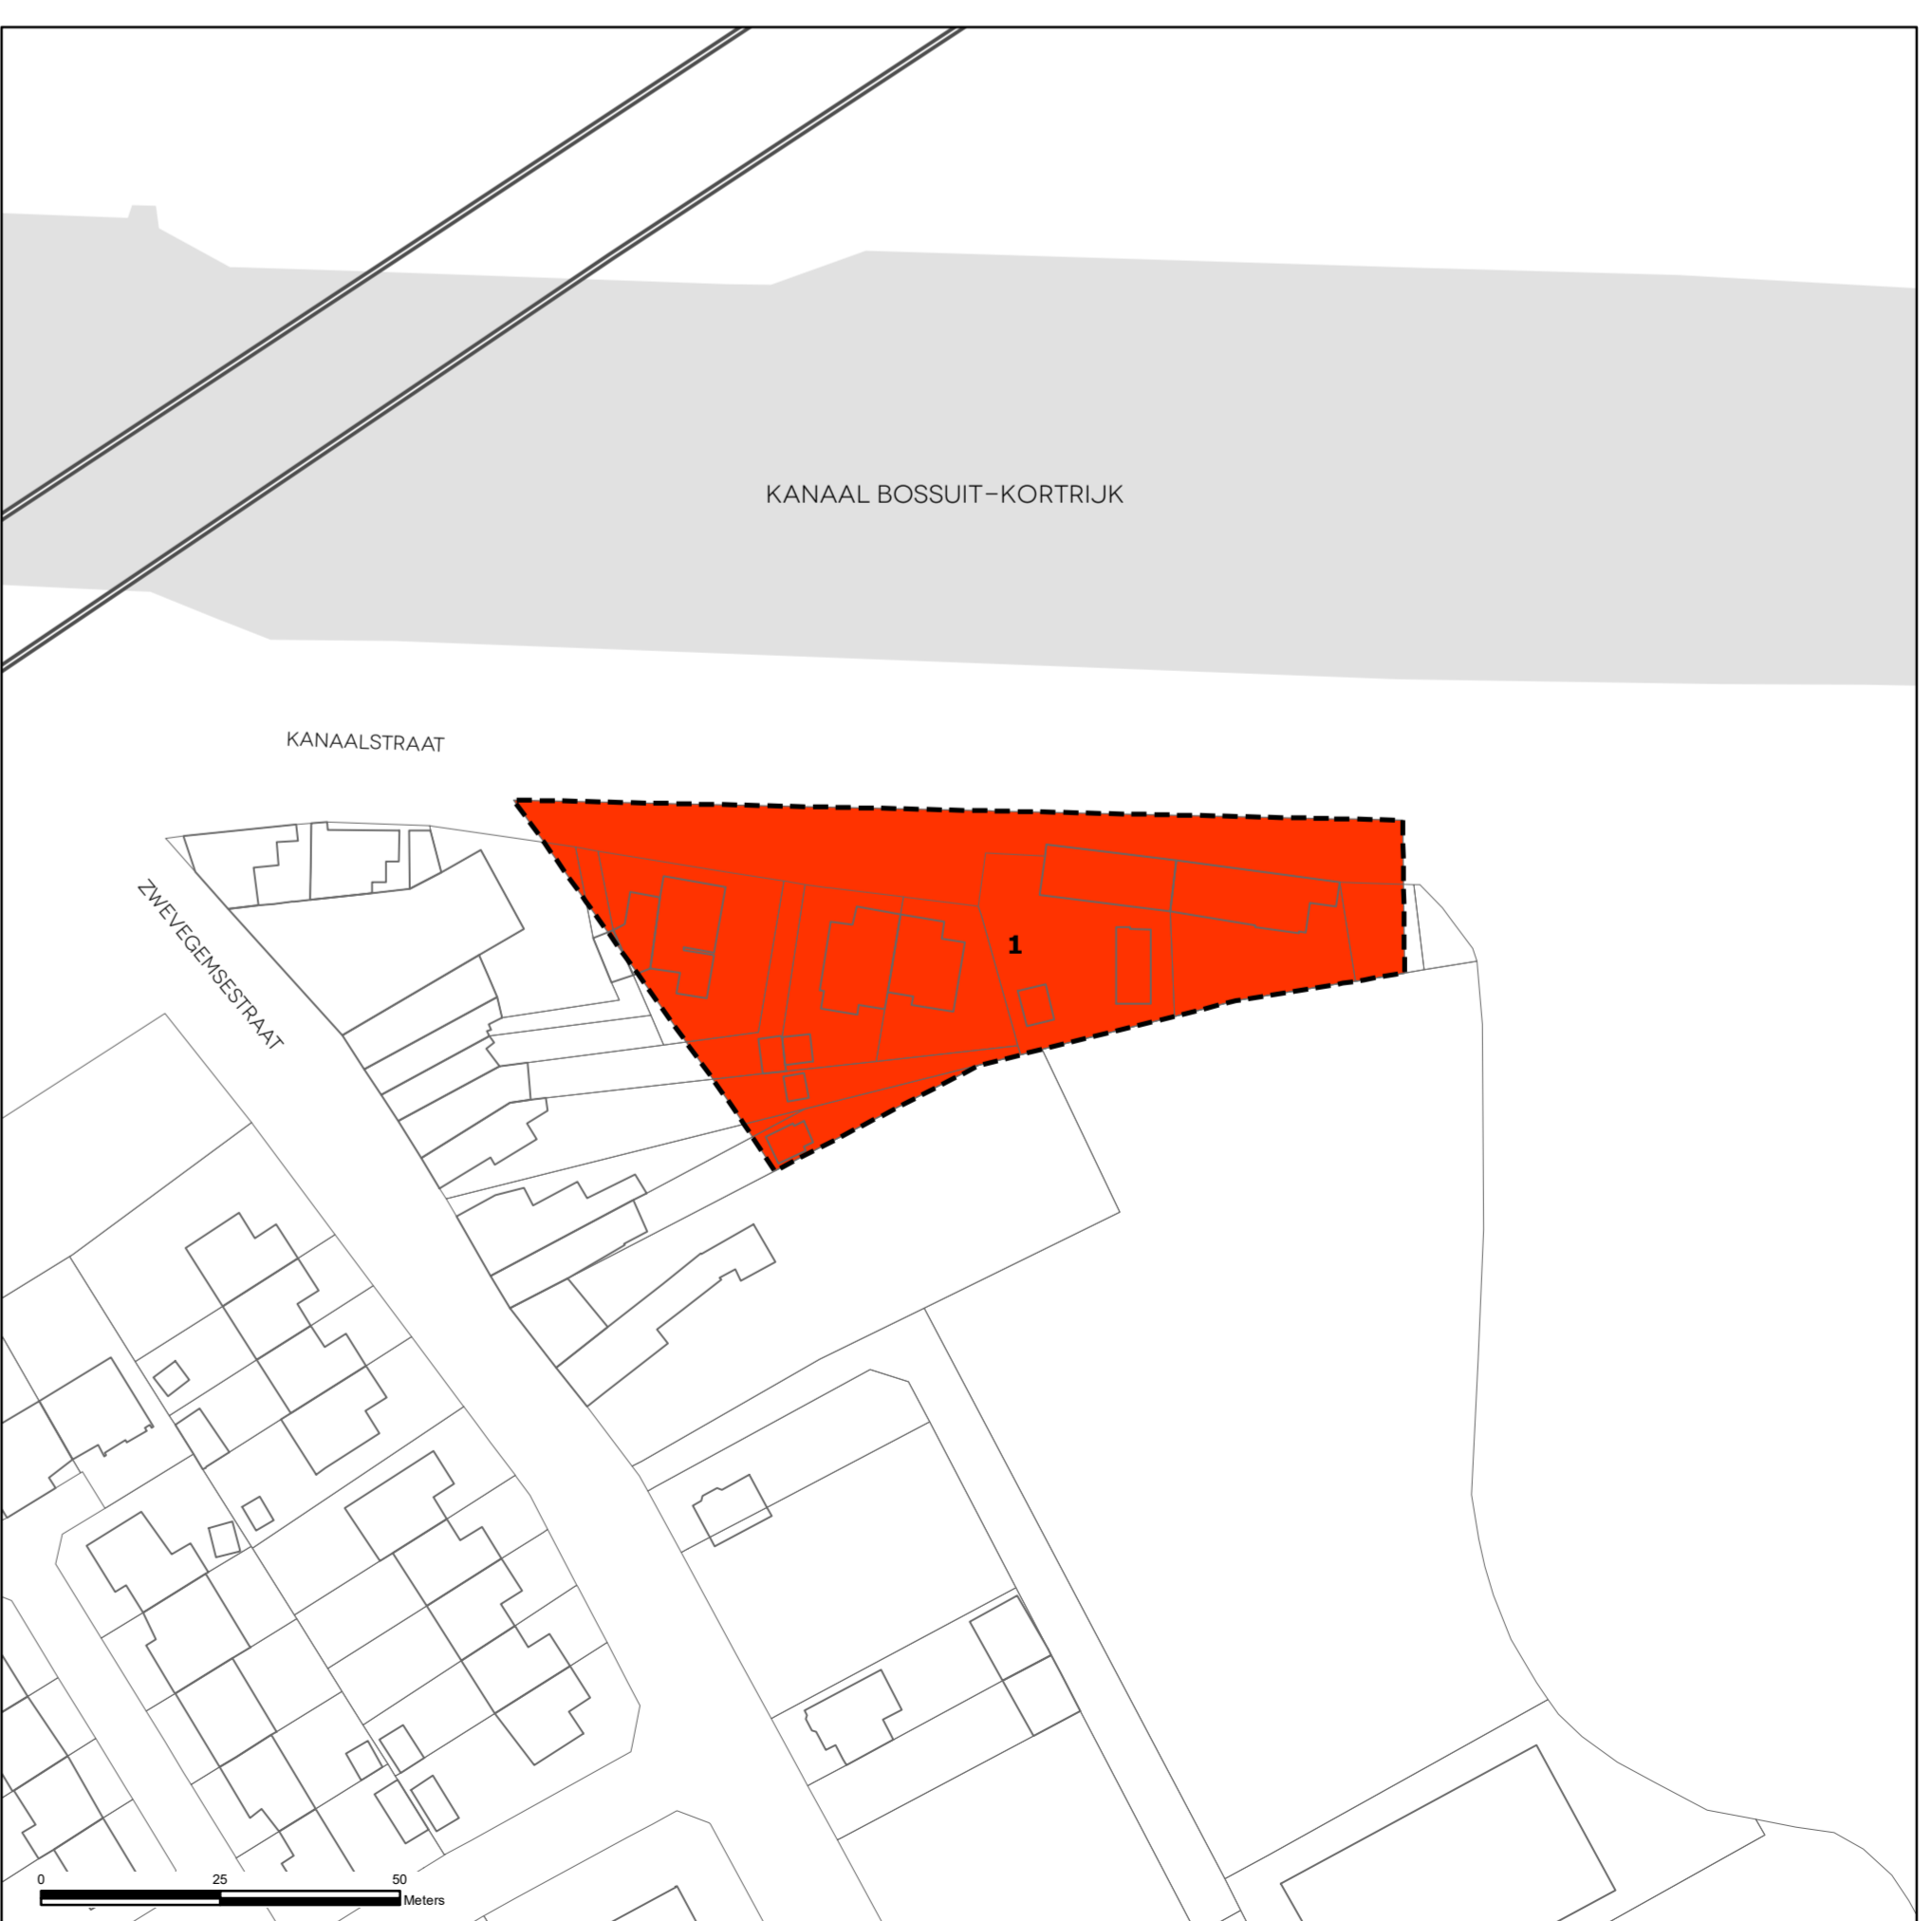 KANAAL BOSSUIT-KORTRIJK
KANAALSTRAAT
ZWEVEGEMSESTRAAT
1
0 25 50
Meters